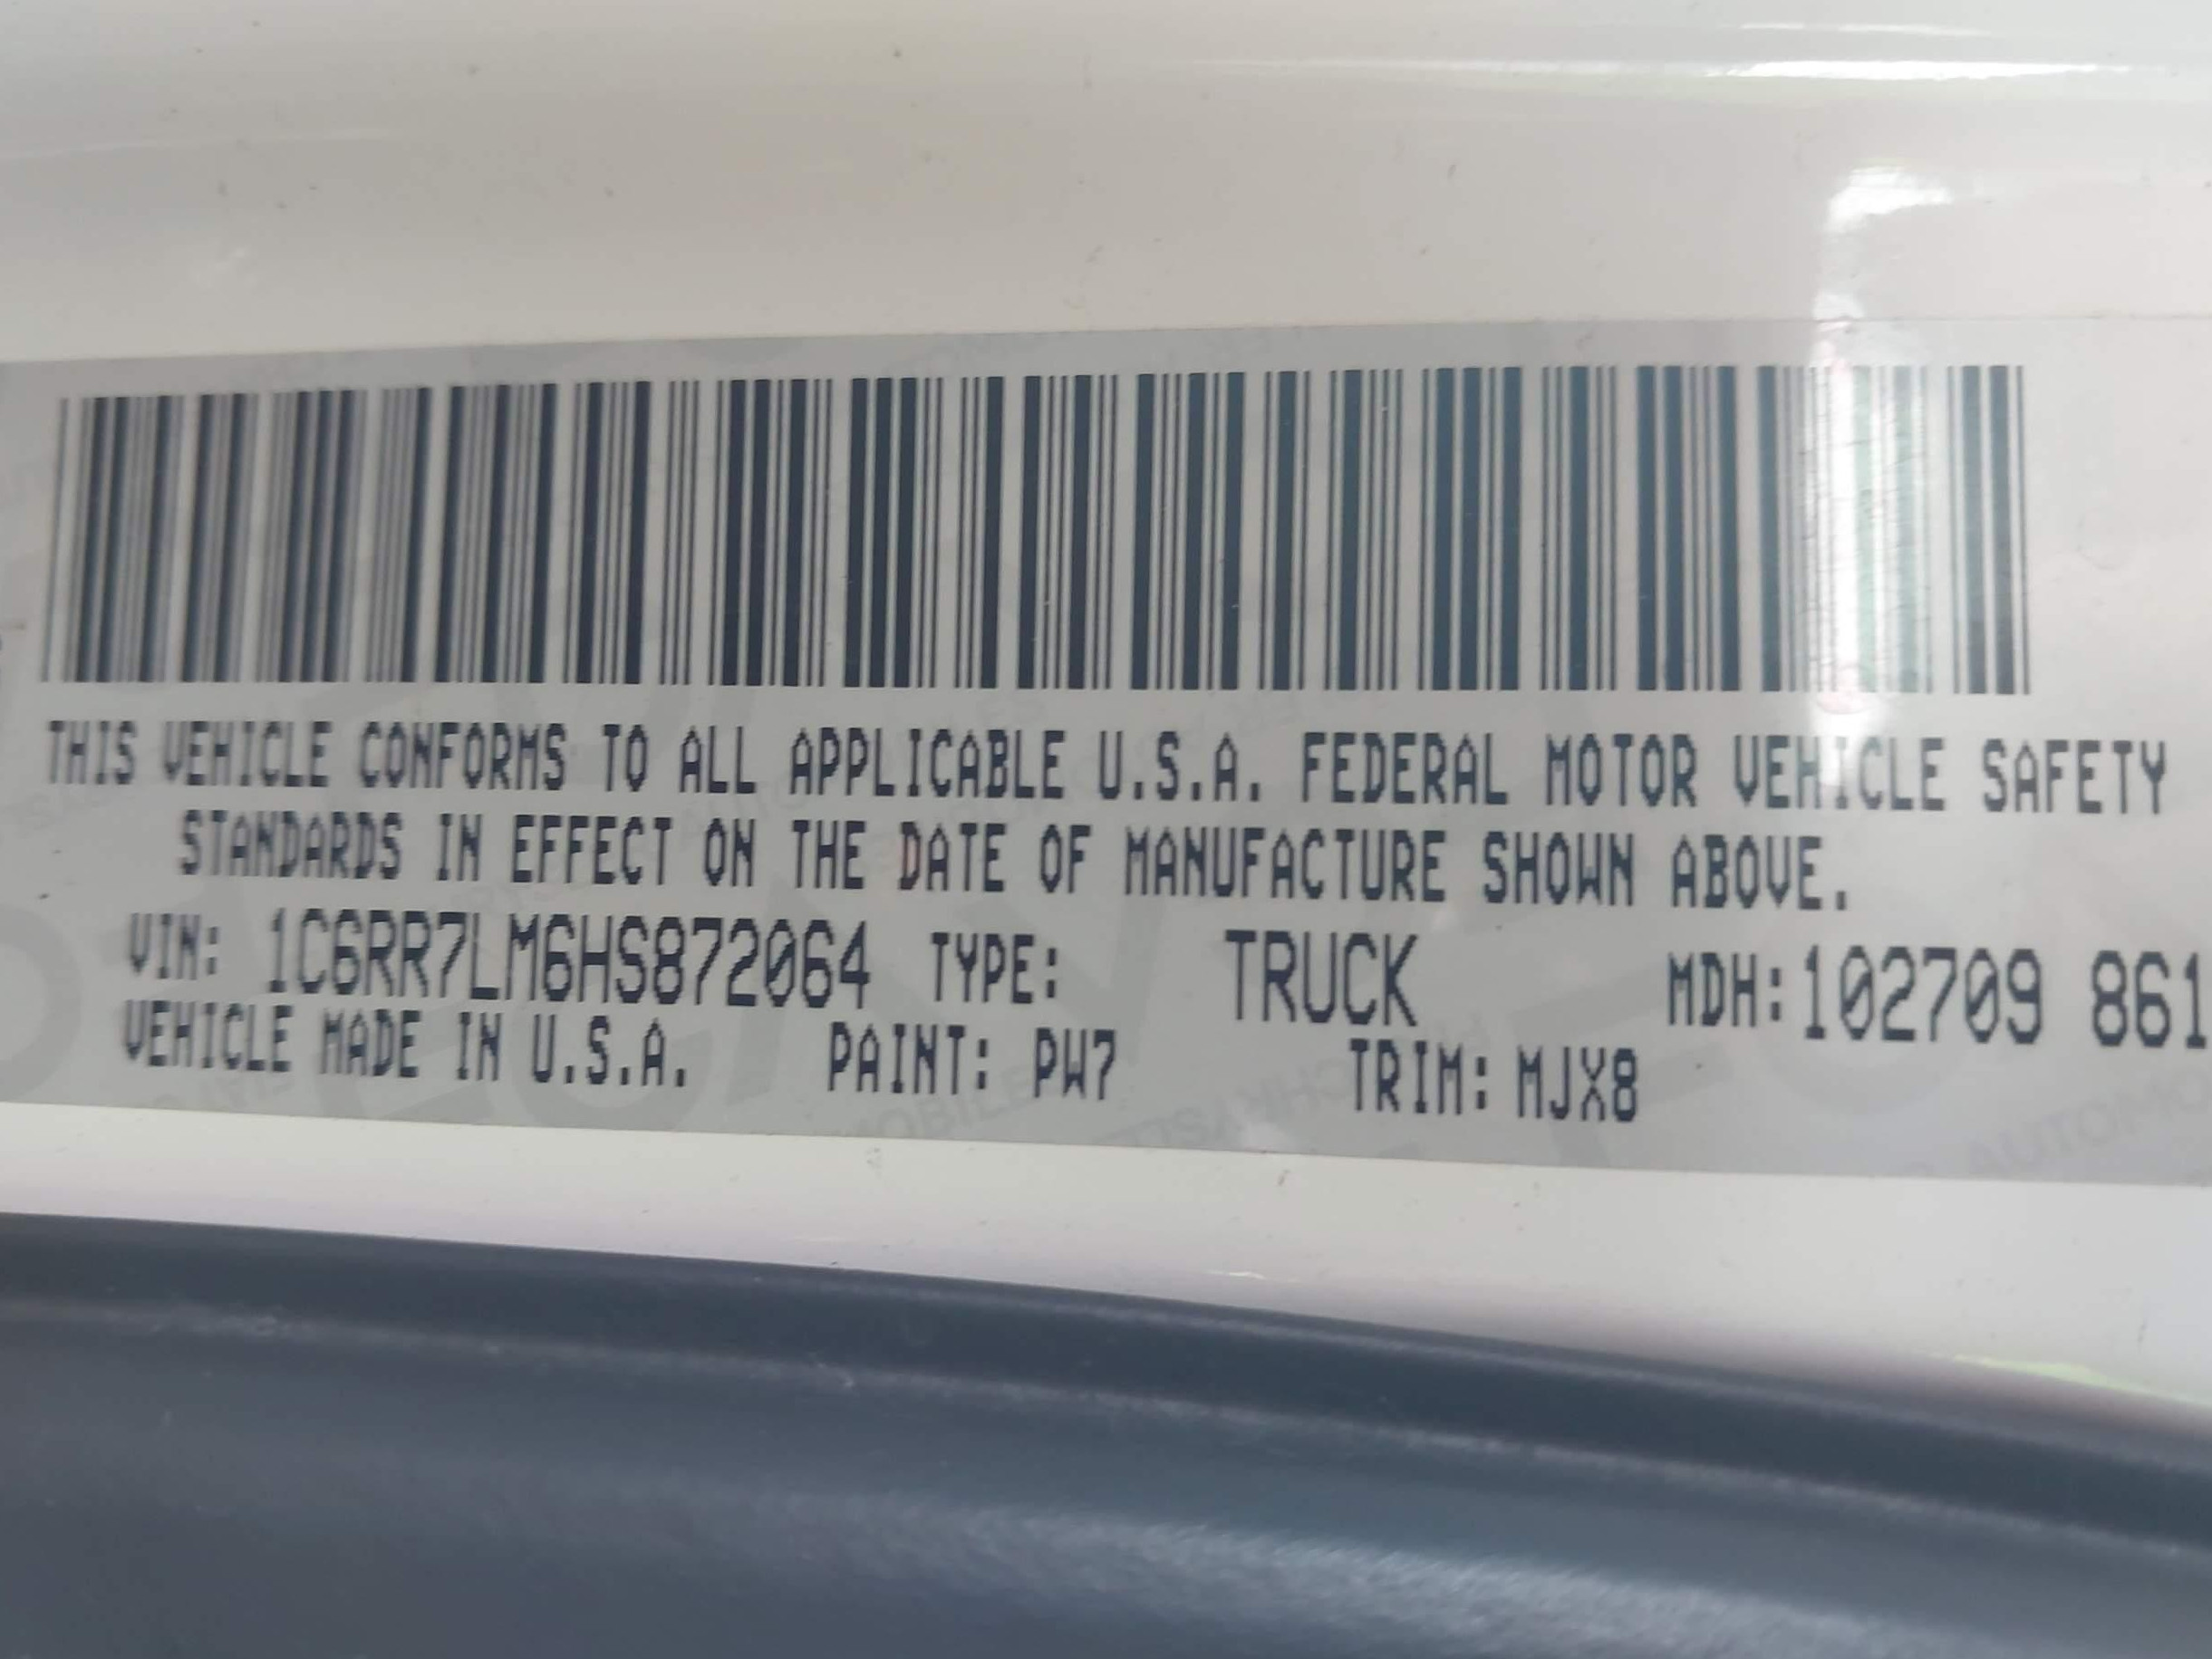 THIS VEHICLE CONFORMS TO ALL APPLICABLE U.S.A. FEDERAL MOTOR VEHICLE SAFETY
STANDARDS IN EFFECT ON THE DATE OF MANUFACTURE SHOWN ABOVE.
VIN: 1C6RR7LM6HS872064 TYPE: TRUCK MDH:102709 861
VEHICLE MADE IN U.S.A. PAINT: PW7 TRIM: MJX8